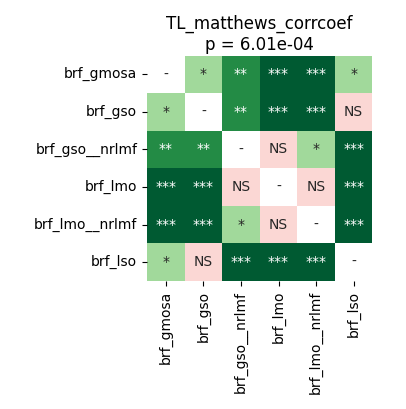 TL_matthews_corrcoef
p = 6.01e-04
brf_gmosa - * ** *** *** *
brf_gso * - ** *** *** NS
brf_gso__nrlmf ** ** - NS * ***
brf_lmo *** *** NS - NS ***
brf_lmo__nrlmf *** *** * NS - ***
brf_lso * NS *** *** *** -
brf_gmosa
brf_gso
brf_gso__nrlmf
brf_lmo
brf_lmo__nrlmf
brf_lso